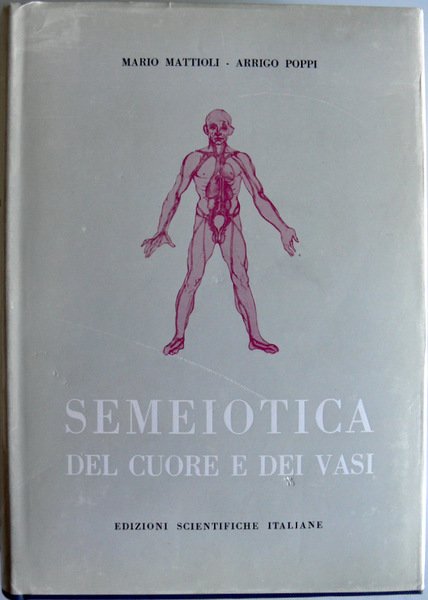 MARIO MATTIOLI - ARRIGO POPPI
SEMEIOTICA
DEL CUORE E DEI VASI
EDIZIONI SCIENTIFICHE ITALIANE